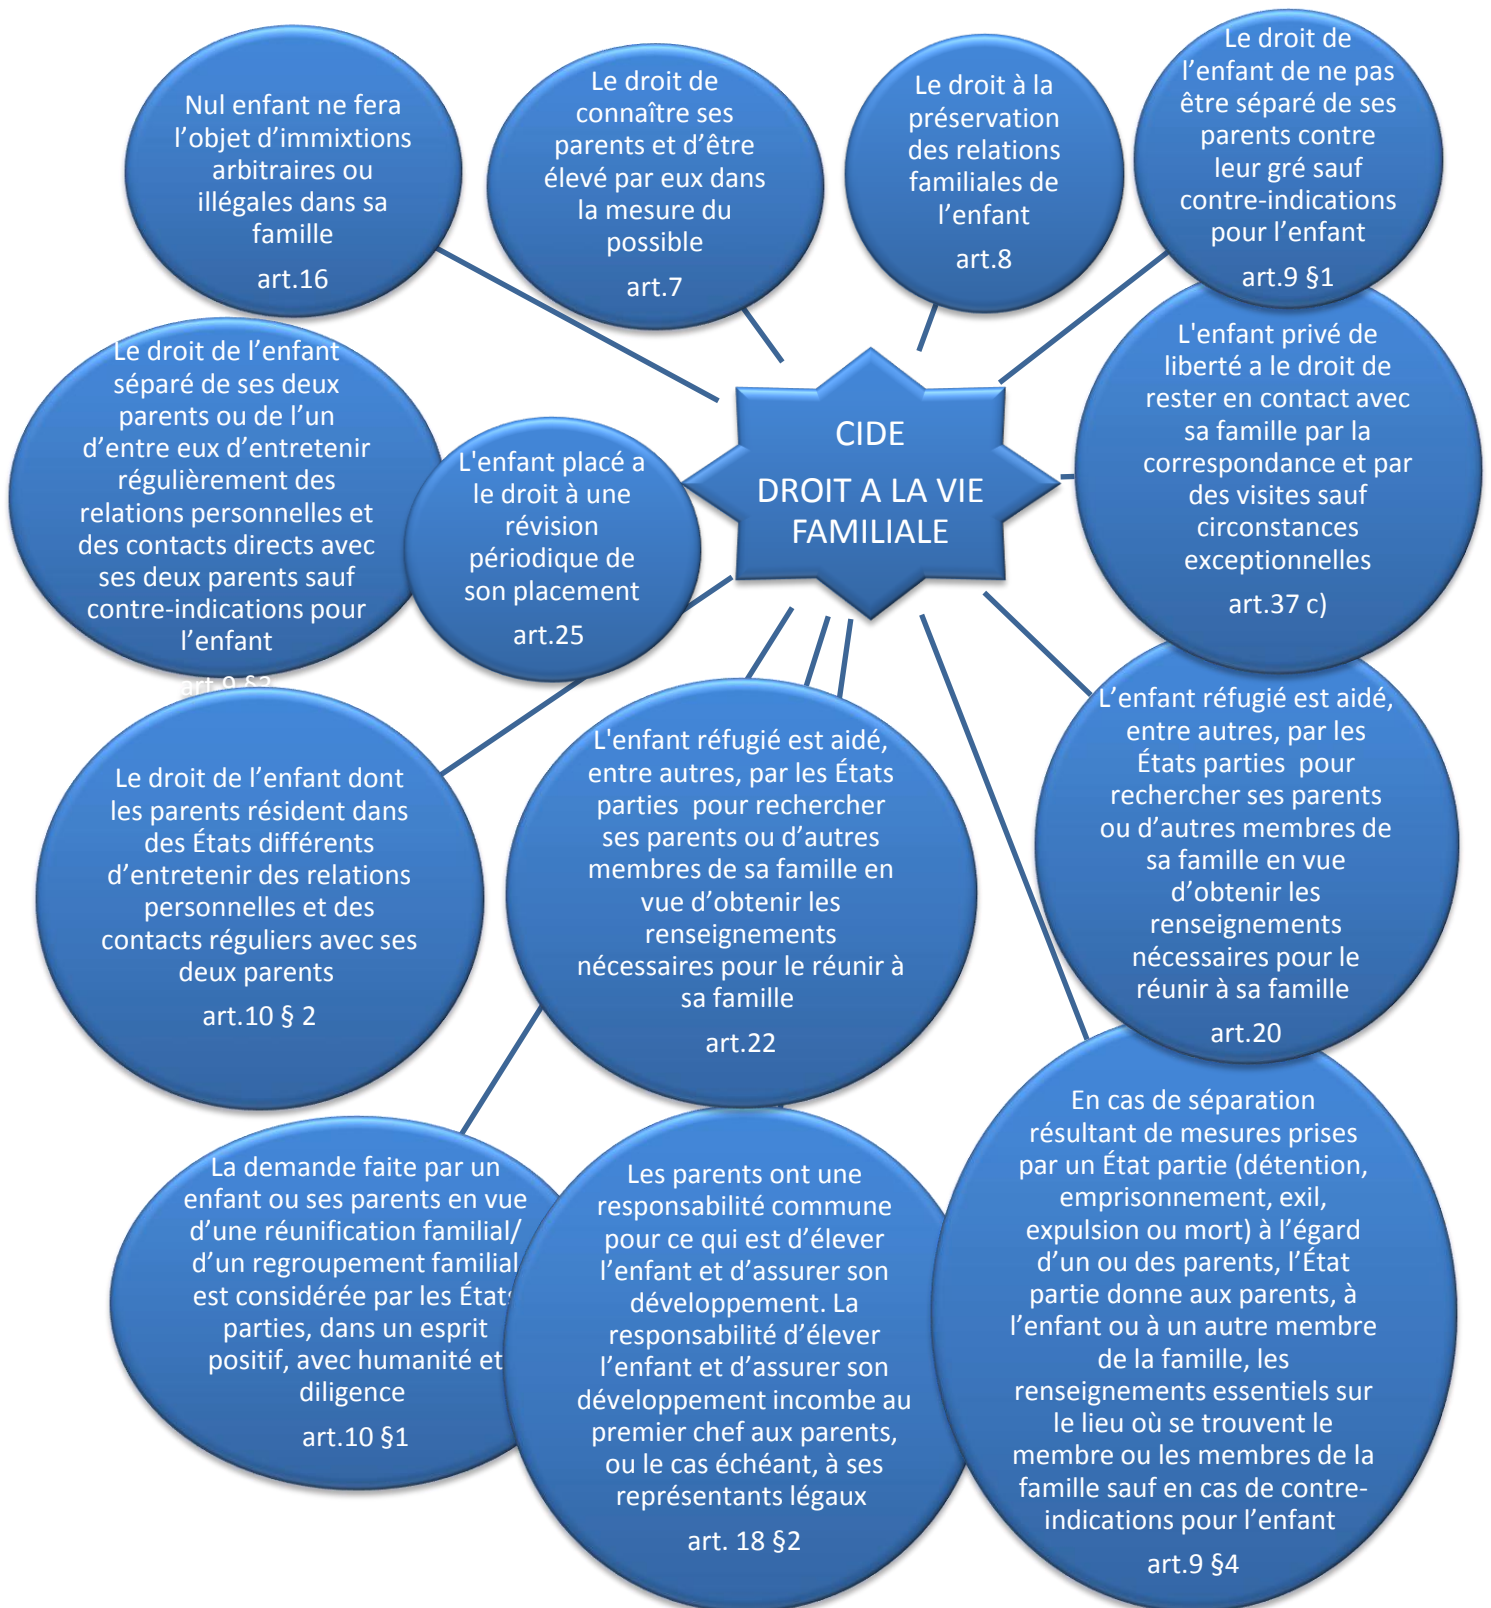 Nul enfant ne fera
l'objet d'immixtions
arbitraires ou
illégales dans sa
famille
art.16
Le droit de
connaître ses
parents et d'être
élevé par eux dans
la mesure du
possible
art.7
Le droit à la
préservation
des relations
familiales de
l'enfant
art.8
Le droit de
l'enfant de ne pas
être séparé de ses
parents contre
leur gré sauf
contre-indications
pour l'enfant
art.9 §1
Le droit de l'enfant
séparé de ses deux
parents ou de l'un
d'entre eux d'entretenir
régulièrement des
relations personnelles et
des contacts directs avec
ses deux parents sauf
contre-indications pour
l'enfant
art.9
L'enfant placé a
le droit à une
révision
périodique de
son placement
art.25
CIDE
DROIT A LA VIE
FAMILIALE
L'enfant privé de
liberté a le droit de
rester en contact avec
sa famille par la
correspondance et par
des visites sauf
circonstances
exceptionnelles
art.37 c)
Le droit de l'enfant dont
les parents résident dans
des États différents
d'entretenir des relations
personnelles et des
contacts réguliers avec ses
deux parents
art.10 § 2
L'enfant réfugié est aidé,
entre autres, par les États
parties pour rechercher
ses parents ou d'autres
membres de sa famille en
vue d'obtenir les
renseignements
nécessaires pour le réunir à
sa famille
art.22
L'enfant réfugié est aidé,
entre autres, par les
États parties pour
rechercher ses parents
ou d'autres membres de
sa famille en vue
d'obtenir les
renseignements
nécessaires pour le
réunir à sa famille
art.20
La demande faite par un
enfant ou ses parents en vue
d'une réunification familial/
d'un regroupement familial
est considérée par les États
parties, dans un esprit
positif, avec humanité et
diligence
art.10 §1
Les parents ont une
responsabilité commune
pour ce qui est d'élever
l'enfant et d'assurer son
développement. La
responsabilité d'élever
l'enfant et d'assurer son
développement incombe au
premier chef aux parents,
ou le cas échéant, à ses
représentants légaux
art. 18 §2
En cas de séparation
résultant de mesures prises
par un État partie (détention,
emprisonnement, exil,
expulsion ou mort) à l'égard
d'un ou des parents, l'État
partie donne aux parents, à
l'enfant ou à un autre membre
de la famille, les
renseignements essentiels sur
le lieu où se trouvent le
membre ou les membres de la
famille sauf en cas de contre-
indications pour l'enfant
art.9 §4